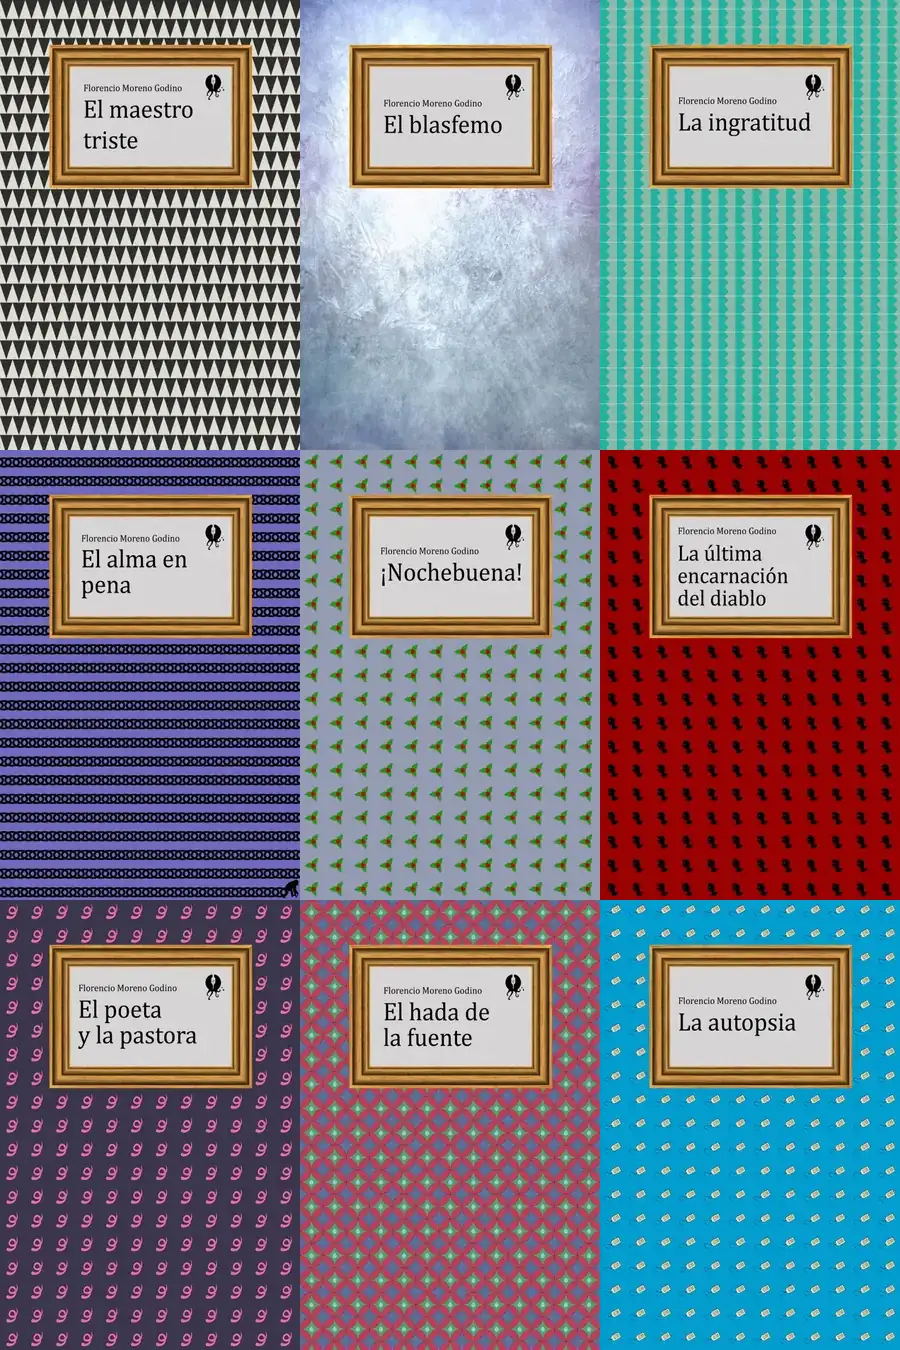 Florencio Moreno Godino
El maestro
triste
Florencio Moreno Godino
El blasfemo
Florencio Moreno Godino
La ingratitud
Florencio Moreno Godino
El alma en
pena
Florencio Moreno Godino
¡Nochebuena!
Florencio Moreno Godino
La última
encarnación
del diablo
Florencio Moreno Godino
El poeta
y la pastora
Florencio Moreno Godino
El hada de
la fuente
Florencio Moreno Godino
La autopsia